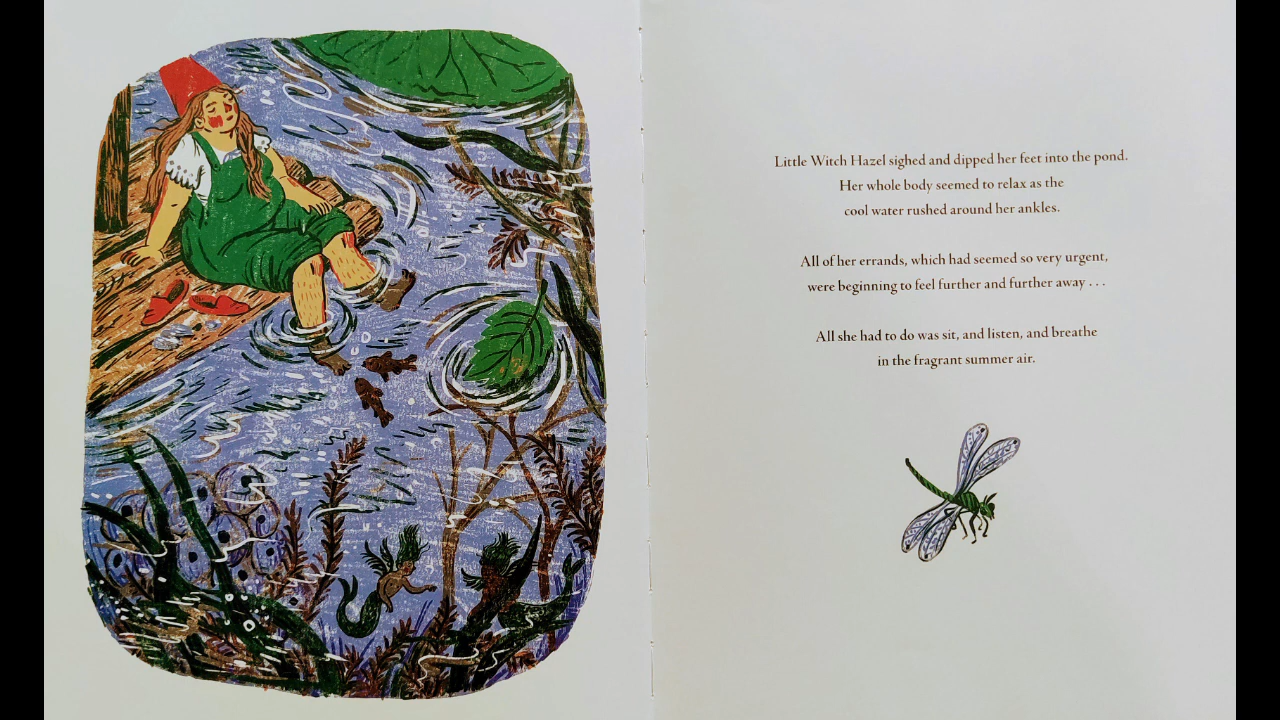 Little Witch Hazel sighed and dipped her feet into the pond.
Her whole body seemed to relax as the
cool water rushed around her ankles.
All of her errands, which had seemed so very urgent,
were beginning to feel further and further away . . .
All she had to do was sit, and listen, and breathe
in the fragrant summer air.